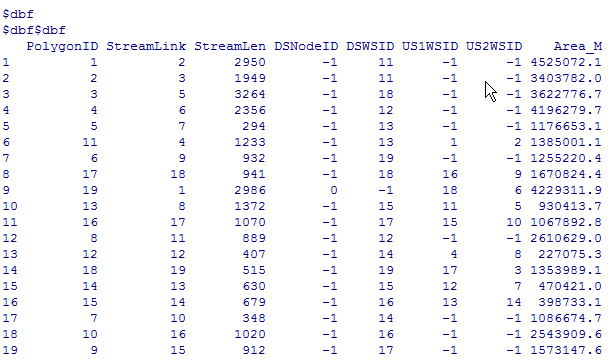 $dbf
$dbf$dbf
PolygonID StreamLink StreamLen DSNodeID DSWSID US1WSID US2WSID Area_M
1 1 2 2950 -1 11 -1 -1 4525072.1
2 2 3 1949 -1 11 -1 -1 3403782.0
3 3 5 3264 -1 18 -1 -1 3622776.7
4 4 6 2356 -1 12 -1 -1 4196279.7
5 5 7 294 -1 13 -1 -1 1176653.1
6 11 4 1233 -1 13 1 2 1385001.1
7 6 9 932 -1 19 -1 -1 1255220.4
8 17 18 941 -1 18 16 9 1670824.4
9 19 1 2986 0 -1 18 6 4229311.9
10 13 8 1372 -1 15 11 5 930413.7
11 16 17 1070 -1 17 15 10 1067892.8
12 8 11 889 -1 12 -1 -1 2610629.0
13 12 12 407 -1 14 4 8 227075.3
14 18 19 515 -1 19 17 3 1353989.1
15 14 13 630 -1 15 12 7 470421.0
16 15 14 679 -1 16 13 14 398733.1
17 7 10 348 -1 14 -1 -1 1086674.7
18 10 16 1020 -1 16 -1 -1 2543909.6
19 9 15 912 -1 17 -1 -1 1573147.6